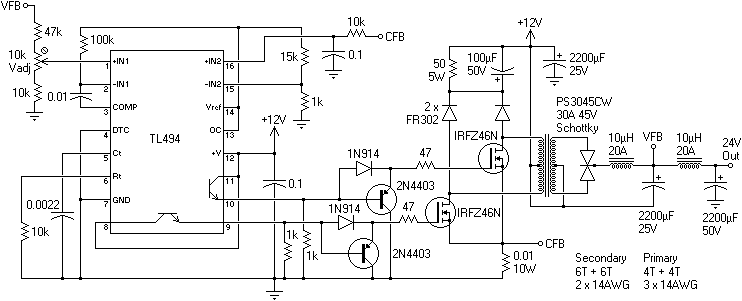 VFB
47k
10k
Vadj
10k
100k
0.01
0.0022
10k
+IN1
-IN1
COMP
DTC
Ct
Rt
GND
1
2
3
4
5
6
7
8
TL494
+IN2
-IN2
Vref
OC
+V
16
15
14
13
12
11
10
9
10k
CFB
0.1
15k
1k
+12V
0.1
1k
1k
1N914
1N914
2N4403
2N4403
47
47
50
5W
100µF
50V
2 x
FR302
IRFZ46N
IRFZ46N
+12V
2200µF
25V
PS3045CW
30A 45V
Schottky
10µH
20A
VFB
10µH
20A
24V
Out
2200µF
25V
2200µF
50V
CFB
0.01
10W
Secondary
6T + 6T
2 x 14AWG
Primary
4T + 4T
3 x 14AWG